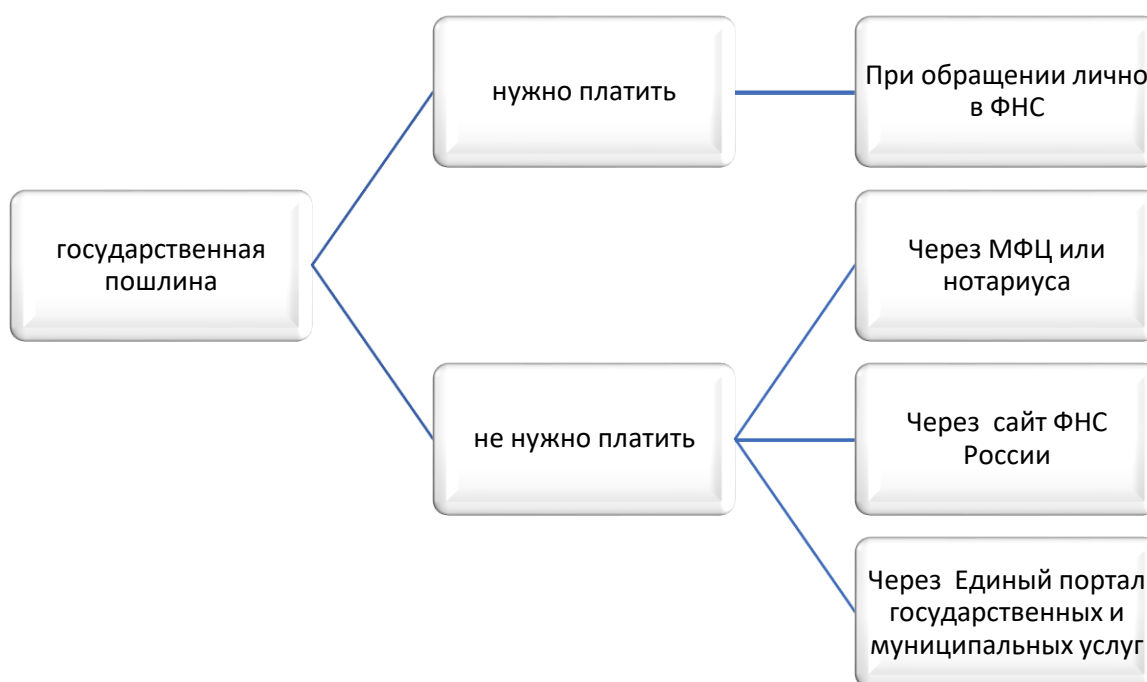 нужно платить
При обращении лично
в ФНС
государственная
пошлина
Через МФЦ или
нотариуса
не нужно платить
Через  сайт ФНС
России
Через  Единый портал
государственных и
муниципальных услуг